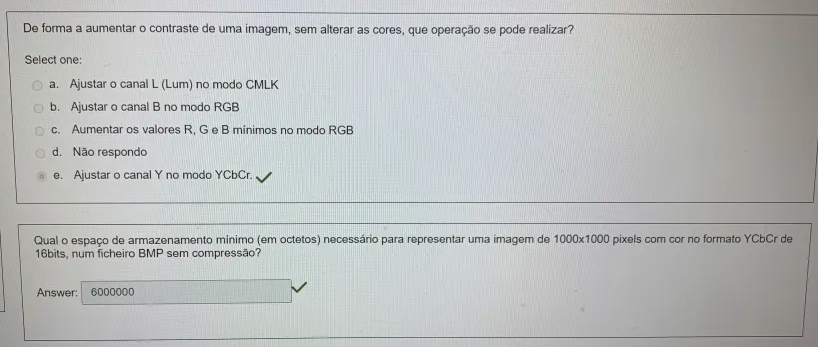 De forma a aumentar o contraste de uma imagem, sem alterar as cores, que operação se pode realizar?
Select one:
a. Ajustar o canal L (Lum) no modo CMLK
b. Ajustar o canal B no modo RGB
c. Aumentar os valores R, G e B mínimos no modo RGB
d. Não respondo
e. Ajustar o canal Y no modo YCbCr.
Qual o espaço de armazenamento mínimo (em octetos) necessário para representar uma imagem de 1000x1000 pixels com cor no formato YCbCr de
16bits, num ficheiro BMP sem compressão?
Answer: 6000000